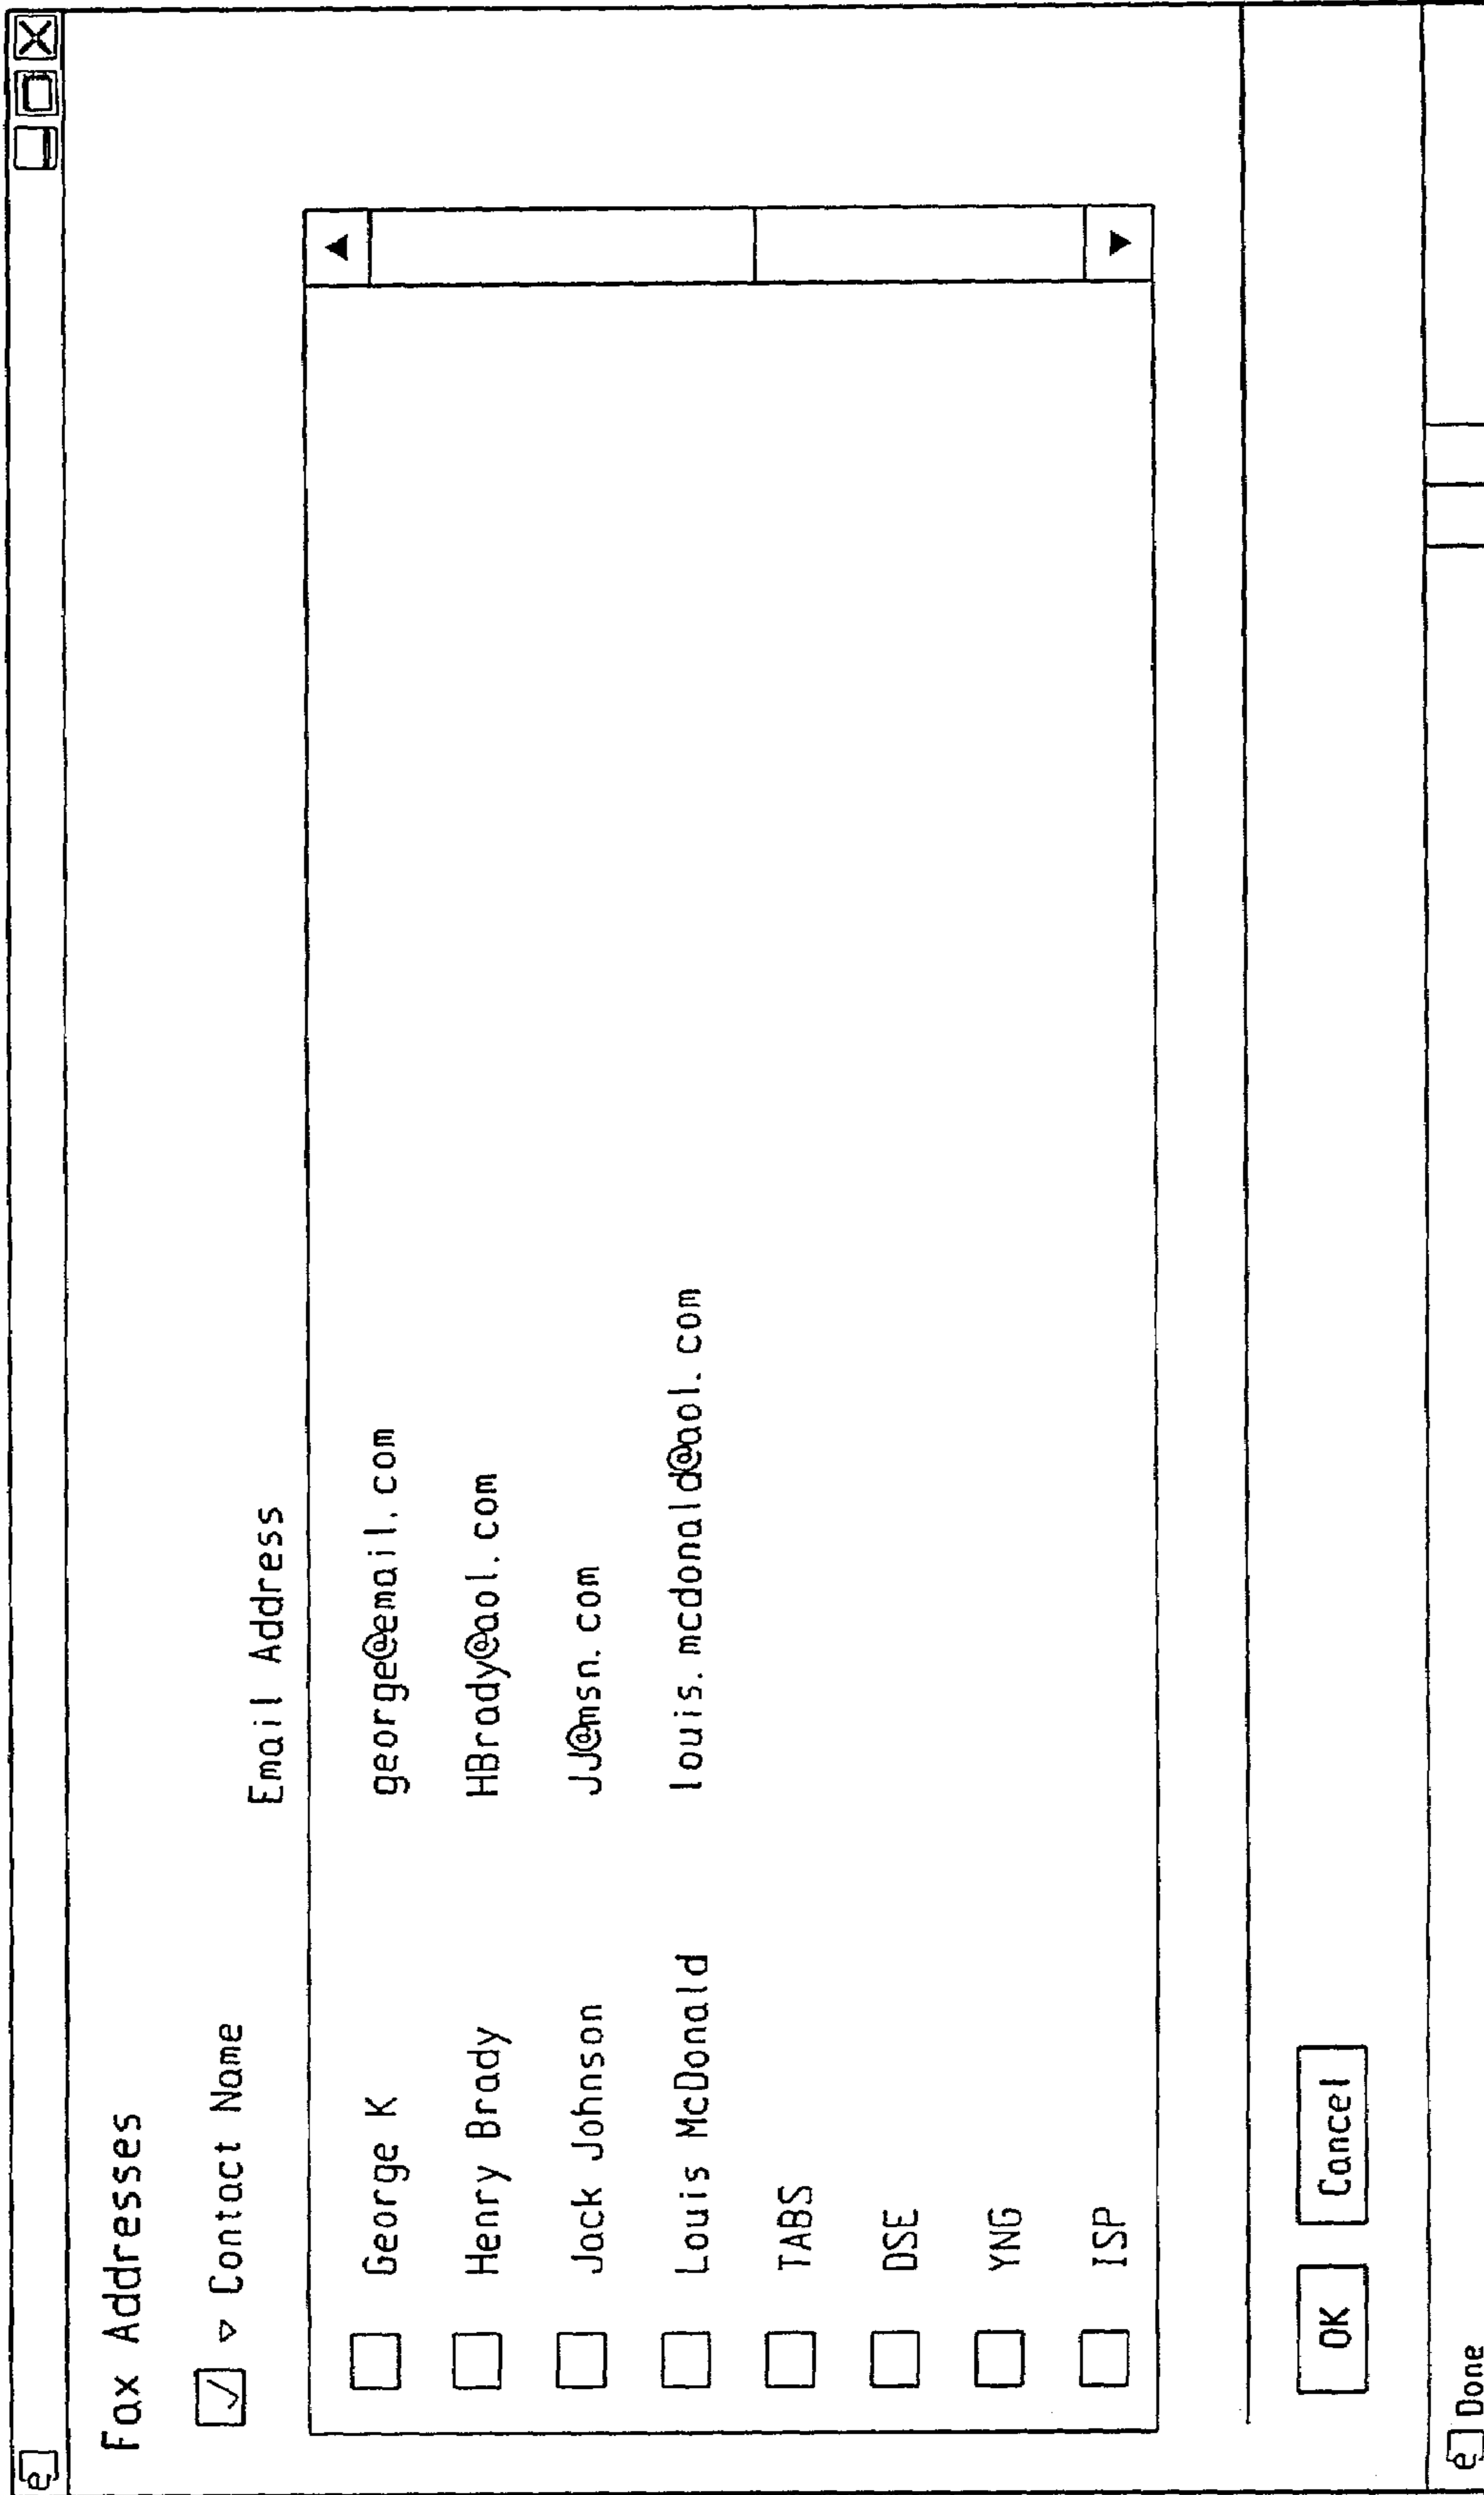 e
Fax Addresses
Contact Name
Email Address
George K george@email.com
Henry Brady HBrady@aol.com
Jack Johnson JJ@msn.com
Louis McDonald louis.mcdonald@aol.com
TABS
DSE
YNG
ISP
OK Cancel
e Done